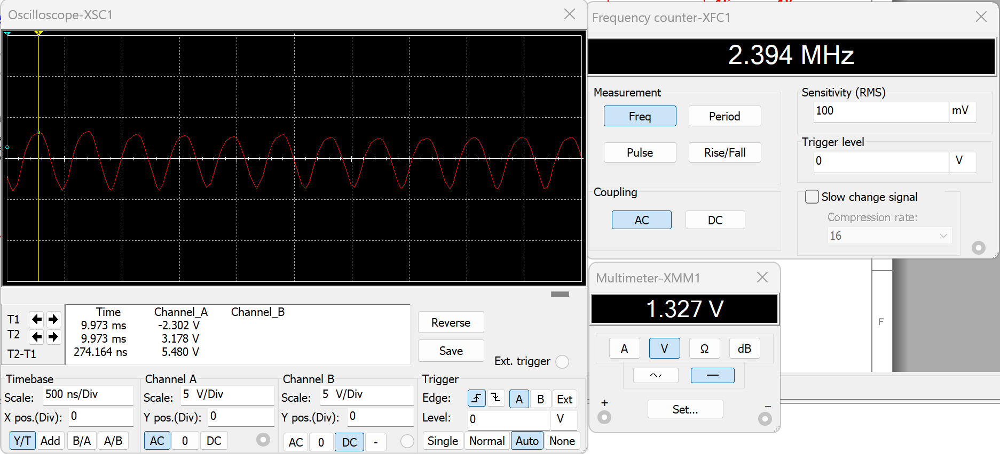 Oscilloscope-XSC1
1
2
T1
T2
T2-T1
Time Channel_A Channel_B
9.973 ms -2.302 V
9.973 ms 3.178 V
274.164 ns 5.480 V
Reverse
Save
Ext. trigger
Timebase
Scale: 500 ns/Div
X pos.(Div): 0
Y/T Add B/A A/B
Channel A
Scale: 5 V/Div
Y pos.(Div): 0
AC 0 DC
Channel B
Scale: 5 V/Div
Y pos.(Div): 0
AC 0 DC -
Trigger
Edge: A B Ext
Level: 0 V
Single Normal Auto None
Frequency counter-XFC1
2.394 MHz
Measurement
Freq Period
Pulse Rise/Fall
Coupling
AC DC
Sensitivity (RMS)
100 mV
Trigger level
0 V
Slow change signal
Compression rate:
16
Multimeter-XMM1
1.327 V
A V Ω dB
+ −
Set...
F